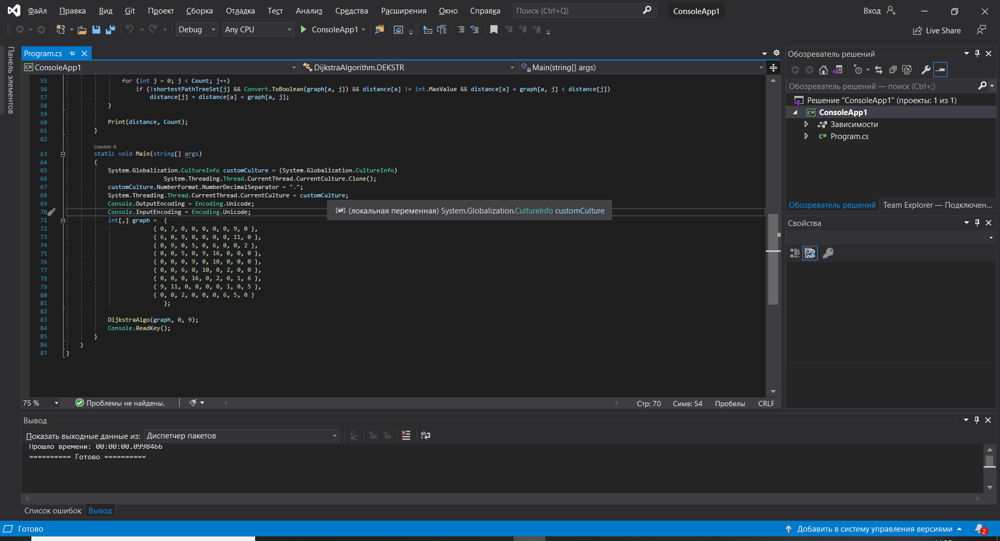 Файл Правка Вид Git Проект Сборка Отладка Тест Анализ Средства Расширения Окно Справка Поиск (Ctrl+Q) ConsoleApp1 Вход
Debug Any CPU ConsoleApp1 Live Share
Панель элементов
Program.cs
ConsoleApp1 DijkstraAlgorithm.DEKSTR Main(string[] args)
55 for (int j = 0; j < Count; j++)
56 if (!shortestPathTreeSet[j] && Convert.ToBoolean(graph[a, j]) && distance[a] != int.MaxValue && distance[a] + graph[a, j] < distance[j])
57 distance[j] = distance[a] + graph[a, j];
58 }
59
60 Print(distance, Count);
61 }
62
Ссылок: 0
63 static void Main(string[] args)
64 {
65 System.Globalization.CultureInfo customCulture = (System.Globalization.CultureInfo)
66 System.Threading.Thread.CurrentThread.CurrentCulture.Clone();
67 customCulture.NumberFormat.NumberDecimalSeparator = ".";
68 System.Threading.Thread.CurrentThread.CurrentCulture = customCulture;
69 Console.OutputEncoding = Encoding.Unicode;
70 Console.InputEncoding = Encoding.Unicode;
(локальная переменная) System.Globalization.CultureInfo customCulture
71 int[,] graph = {
72 { 0, 7, 0, 0, 0, 0, 0, 9, 0 },
73 { 6, 0, 9, 0, 0, 0, 0, 11, 0 },
74 { 0, 9, 0, 5, 0, 6, 0, 0, 2 },
75 { 0, 0, 5, 0, 9, 16, 0, 0, 0 },
76 { 0, 0, 0, 9, 0, 10, 0, 0, 0 },
77 { 0, 0, 6, 0, 10, 0, 2, 0, 0 },
78 { 0, 0, 0, 16, 0, 2, 0, 1, 6 },
79 { 9, 11, 0, 0, 0, 0, 1, 0, 5 },
80 { 0, 0, 2, 0, 0, 0, 6, 5, 0 }
81 };
82
83 DijkstraAlgo(graph, 0, 9);
84 Console.ReadKey();
85 }
86 }
87 }
75 % Проблемы не найдены. Стр: 70 Симв: 54 Пробелы CRLF
Обозреватель решений
Обозреватель решений — поиск (Ctrl+;)
Решение "ConsoleApp1" (проекты: 1 из 1)
ConsoleApp1
Зависимости
Program.cs
Обозреватель решений Team Explorer — Подключен...
Свойства
Вывод
Показать выходные данные из: Диспетчер пакетов
Прошло времени: 00:00:00.0998466
========== Готово ==========
Список ошибок Вывод
Готово Добавить в систему управления версиями 2